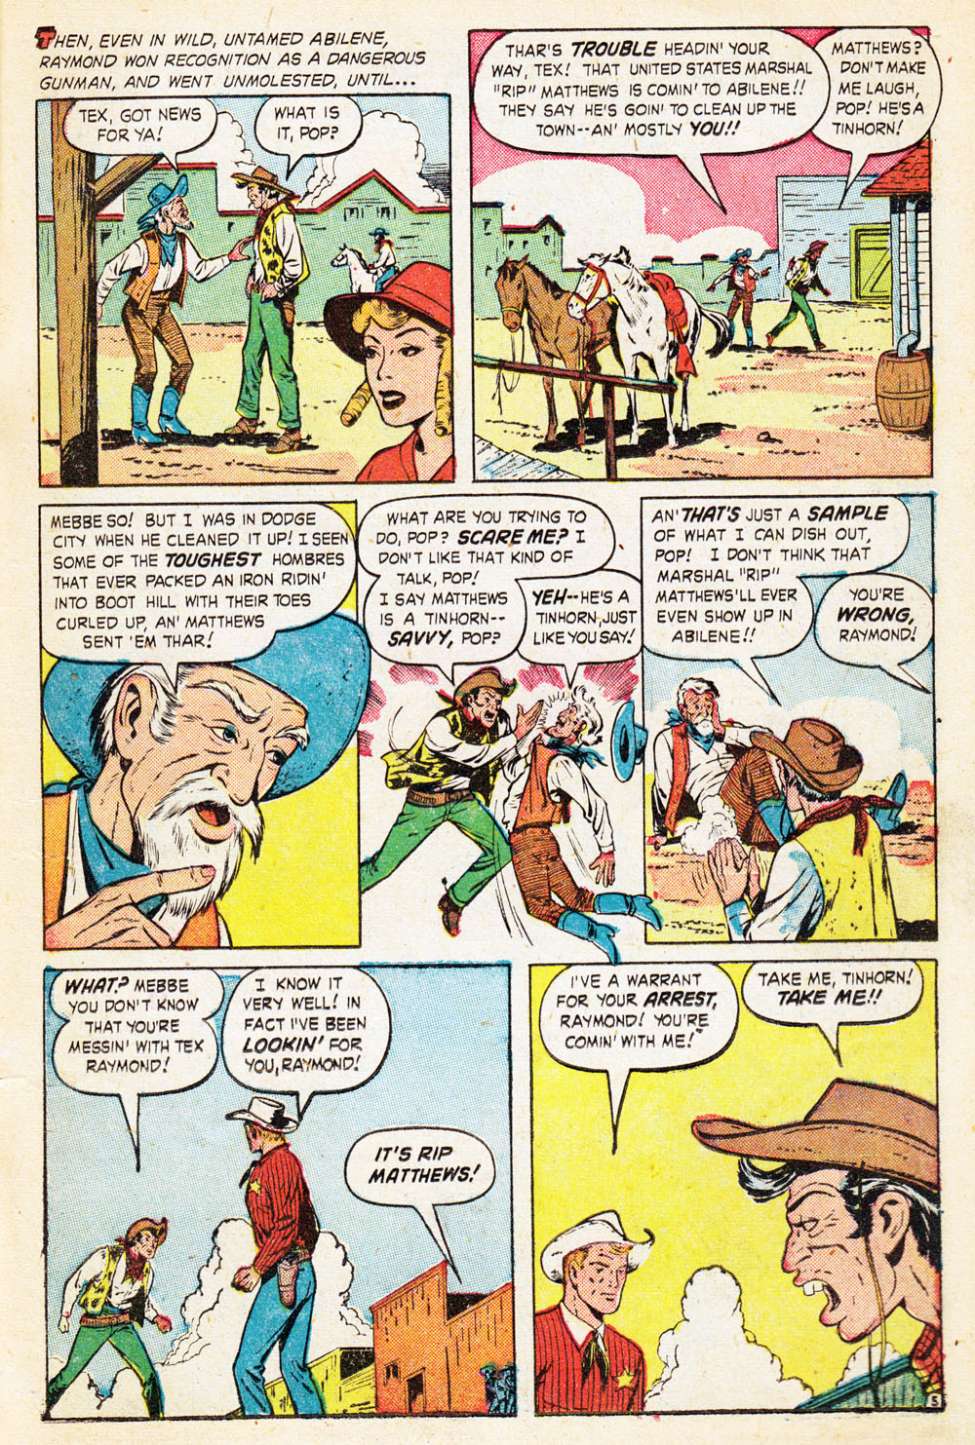 THEN, EVEN IN WILD, UNTAMED ABILENE,
RAYMOND WON RECOGNITION AS A DANGEROUS
GUNMAN, AND WENT UNMOLESTED, UNTIL...
TEX, GOT NEWS
FOR YA!
WHAT IS
IT, POP?
THAR'S TROUBLE HEADIN' YOUR
WAY, TEX! THAT UNITED STATES MARSHAL
"RIP" MATTHEWS IS COMIN' TO ABILENE!!
THEY SAY HE'S GOIN' TO CLEAN UP THE
TOWN--AN' MOSTLY YOU!!
MATTHEWS?
DON'T MAKE
ME LAUGH,
POP! HE'S A
TINHORN!
MEBBE SO! BUT I WAS IN DODGE
CITY WHEN HE CLEANED IT UP! I SEEN
SOME OF THE TOUGHEST HOMBRES
THAT EVER PACKED AN IRON RIDIN'
INTO BOOT HILL WITH THEIR TOES
CURLED UP, AN' MATTHEWS
SENT 'EM THAR!
WHAT ARE YOU TRYING TO
DO, POP? SCARE ME? I
DON'T LIKE THAT KIND OF
TALK, POP!
I SAY MATTHEWS
IS A TINHORN--
SAVVY, POP?
YEH--HE'S A
TINHORN, JUST
LIKE YOU SAY!
AN' THAT'S JUST A SAMPLE
OF WHAT I CAN DISH OUT,
POP! I DON'T THINK THAT
MARSHAL "RIP"
MATTHEWS'LL EVER
EVEN SHOW UP IN
ABILENE!!
YOU'RE
WRONG,
RAYMOND!
WHAT? MEBBE
YOU DON'T KNOW
THAT YOU'RE
MESSIN' WITH TEX
RAYMOND!
I KNOW IT
VERY WELL! IN
FACT I'VE BEEN
LOOKIN' FOR
YOU, RAYMOND!
IT'S RIP
MATTHEWS!
I'VE A WARRANT
FOR YOUR ARREST,
RAYMOND! YOU'RE
COMIN' WITH ME!"
TAKE ME, TINHORN!
TAKE ME!!
5